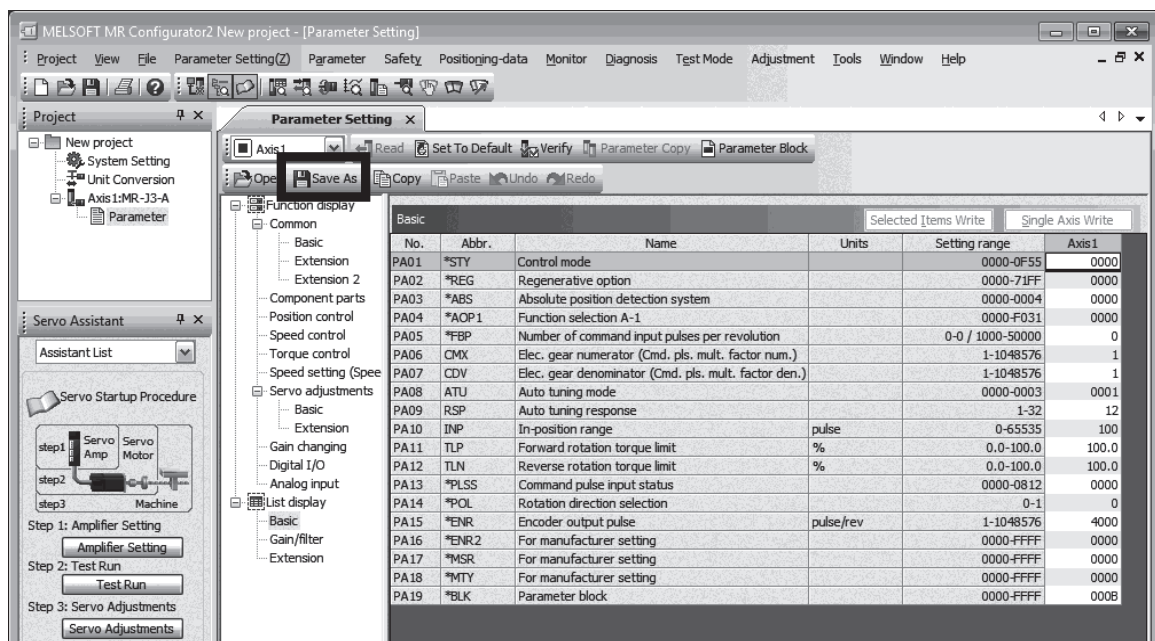 MELSOFT MR Configurator2 New project - [Parameter Setting]
Project View File Parameter Setting(Z) Parameter Safety Positioning-data Monitor Diagnosis Test Mode Adjustment Tools Window Help
Project
New project
System Setting
Unit Conversion
Axis1:MR-J3-A
Parameter
Servo Assistant
Assistant List
Servo Startup Procedure
step1 Servo Amp Servo Motor
step2
step3 Machine
Step 1: Amplifier Setting
Amplifier Setting
Step 2: Test Run
Test Run
Step 3: Servo Adjustments
Servo Adjustments
Parameter Setting
Axis1 Read Set To Default Verify Parameter Copy Parameter Block
Open Save As Copy Paste Undo Redo
Function display
Common
Basic
Extension
Extension 2
Component parts
Position control
Speed control
Torque control
Speed setting (Spee
Servo adjustments
Basic
Extension
Gain changing
Digital I/O
Analog input
List display
Basic
Gain/filter
Extension
Basic Selected Items Write Single Axis Write
No. Abbr. Name Units Setting range Axis1
PA01 *STY Control mode 0000-0F55 0000
PA02 *REG Regenerative option 0000-71FF 0000
PA03 *ABS Absolute position detection system 0000-0004 0000
PA04 *AOP1 Function selection A-1 0000-F031 0000
PA05 *FBP Number of command input pulses per revolution 0-0 / 1000-50000 0
PA06 CMX Elec. gear numerator (Cmd. pls. mult. factor num.) 1-1048576 1
PA07 CDV Elec. gear denominator (Cmd. pls. mult. factor den.) 1-1048576 1
PA08 ATU Auto tuning mode 0000-0003 0001
PA09 RSP Auto tuning response 1-32 12
PA10 INP In-position range pulse 0-65535 100
PA11 TLP Forward rotation torque limit % 0.0-100.0 100.0
PA12 TLN Reverse rotation torque limit % 0.0-100.0 100.0
PA13 *PLSS Command pulse input status 0000-0812 0000
PA14 *POL Rotation direction selection 0-1 0
PA15 *ENR Encoder output pulse pulse/rev 1-1048576 4000
PA16 *ENR2 For manufacturer setting 0000-FFFF 0000
PA17 *MSR For manufacturer setting 0000-FFFF 0000
PA18 *MTY For manufacturer setting 0000-FFFF 0000
PA19 *BLK Parameter block 0000-FFFF 000B